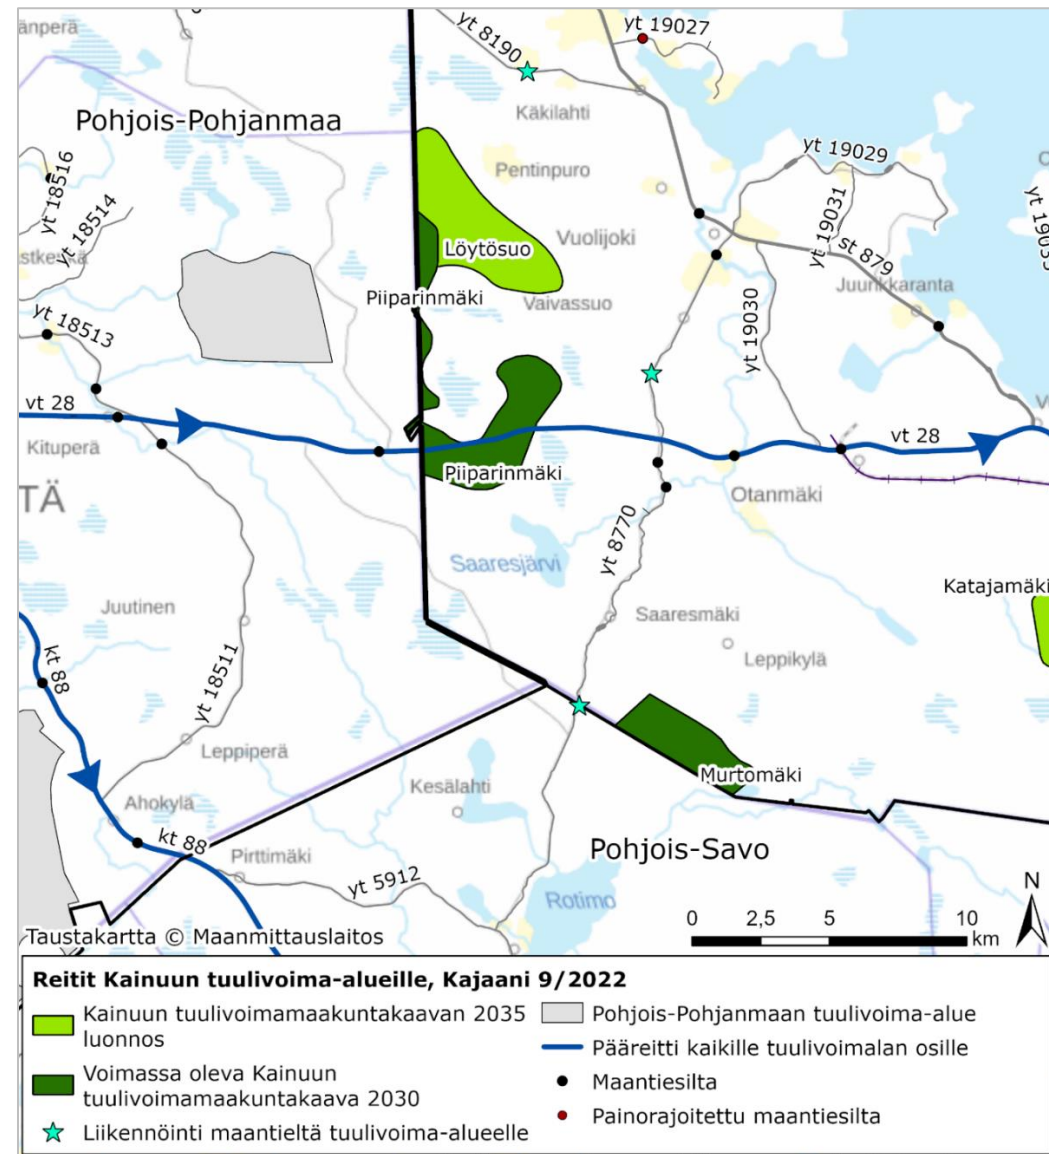 änperä
yt 8190
yt 19027
Käkilahti
Pohjois-Pohjanmaa
yt 18516
yt 18514
Pentinpuro
yt 19029
yt 19031
Vuolijoki
st 879
Löytösuo
Juurikkaranta
Piiparinmäki
Vaivassuo
yt 18513
yt 19030
vt 28
vt 28
Kituperä
Piiparinmäki
Otanmäki
TÄ
yt 8770
Saaresjärvi
Katajamäki
Juutinen
Saaresmäki
Leppikylä
kt 88
yt 18511
Leppiperä
Murtomäki
Kesälahti
Ahokylä
kt 88
Pirttimäki
Pohjois-Savo
yt 5912
Rotimo
N
0 2,5 5 10
km
Taustakartta © Maanmittauslaitos
Reitit Kainuun tuulivoima-alueille, Kajaani 9/2022
Kainuun tuulivoimamaakuntakaavan 2035
luonnos
Voimassa oleva Kainuun
tuulivoimamaakuntakaava 2030
Liikennöinti maantieltä tuulivoima-alueelle
Pohjois-Pohjanmaan tuulivoima-alue
Pääreitti kaikille tuulivoimalan osille
Maantiesilta
Painorajoitettu maantiesilta